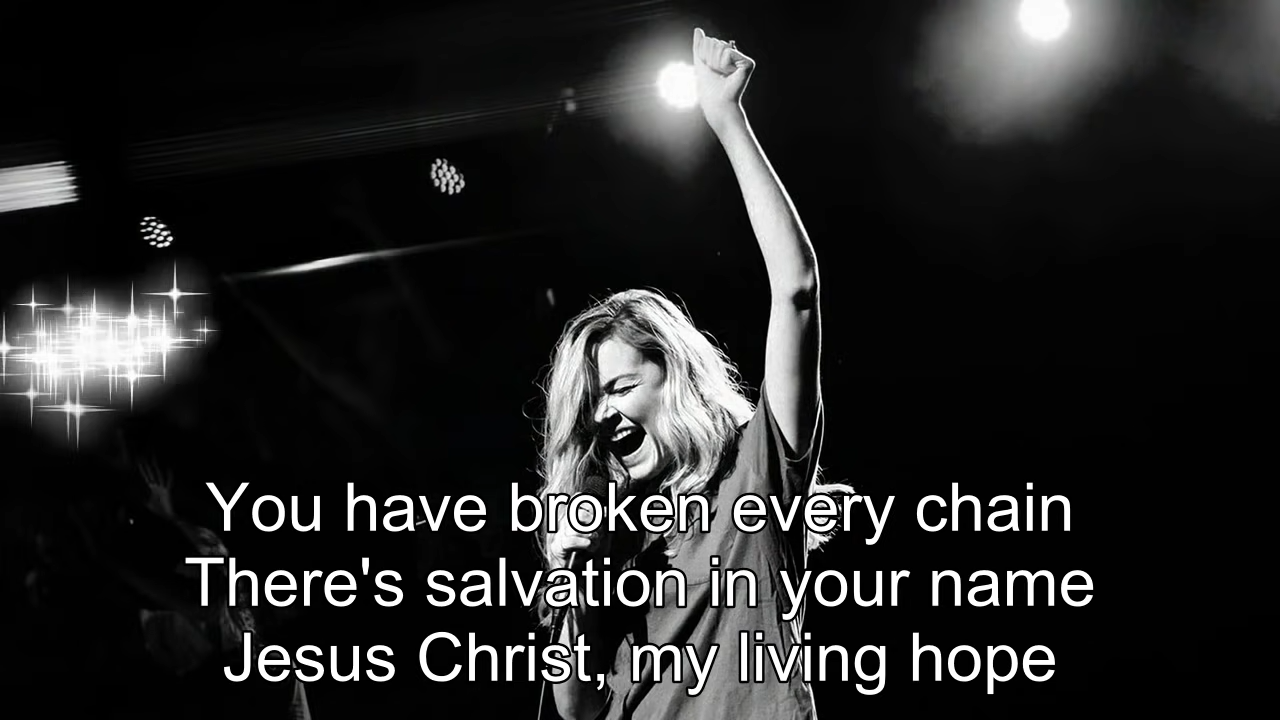 You have broken every chain
There's salvation in your name
Jesus Christ, my living hope